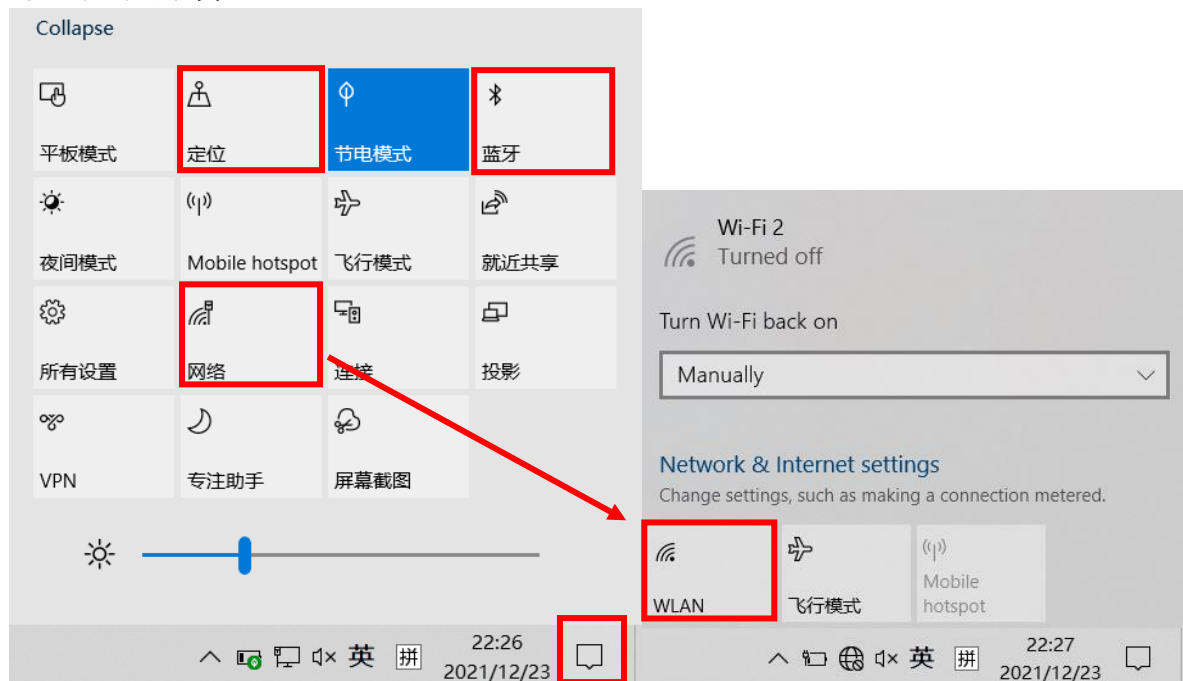 Collapse
平板模式 定位 节电模式 蓝牙
夜间模式 Mobile hotspot 飞行模式 就近共享
所有设置 网络 连接 投影
VPN 专注助手 屏幕截图
英 拼 22:26
2021/12/23
Wi-Fi 2
Turned off
Turn Wi-Fi back on
Manually
Network & Internet settings
Change settings, such as making a connection metered.
WLAN 飞行模式 Mobile
hotspot
英 拼 22:27
2021/12/23